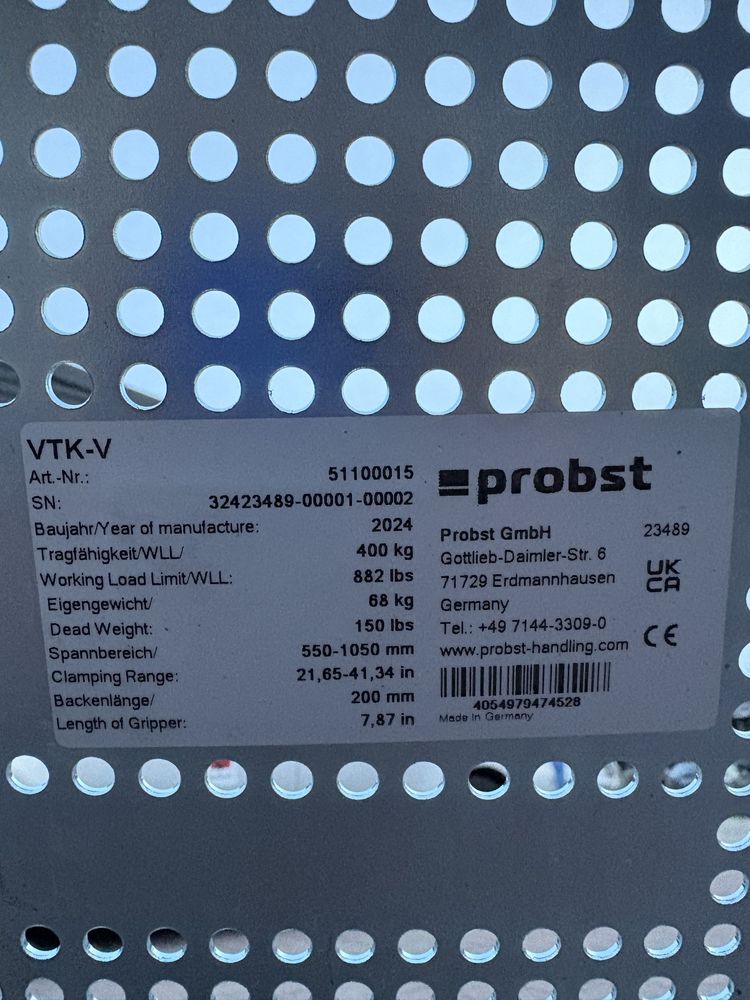 VTK-V
Art.-Nr.: 51100015
SN: 32423489-00001-00002
Baujahr/Year of manufacture: 2024
Tragfähigkeit/WLL/ 400 kg
Working Load Limit/WLL: 882 lbs
Eigengewicht/ 68 kg
Dead Weight: 150 lbs
Spannbereich/ 550-1050 mm
Clamping Range: 21,65-41,34 in
Backenlänge/ 200 mm
Length of Gripper: 7,87 in
probst
Probst GmbH 23489
Gottlieb-Daimler-Str. 6
71729 Erdmannhausen
Germany
Tel.: +49 7144-3309-0
www.probst-handling.com
UK
CA
CE
4054979474528
Made in Germany